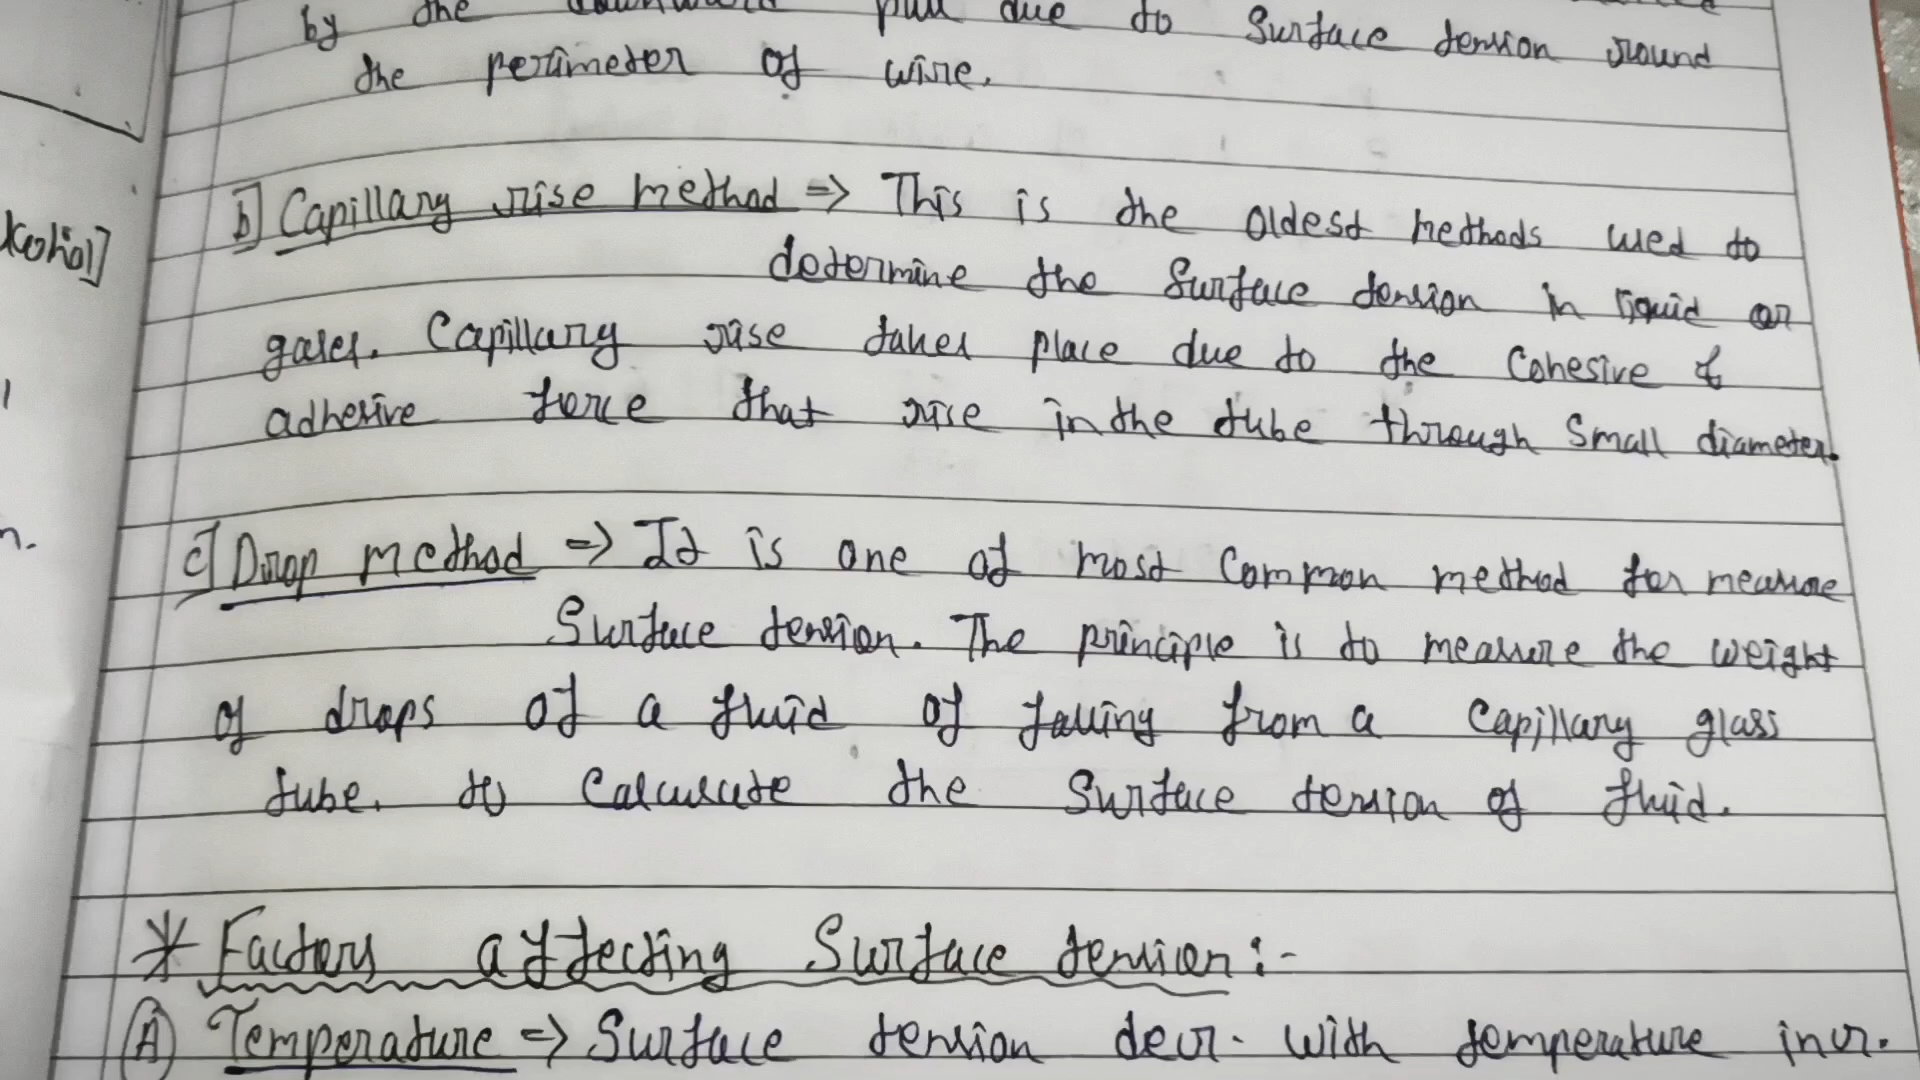 by the downward pull due to Surface tension round
the perimeter of wire.
b] Capillary rise method => This is the oldest methods used to
determine the Surface tension in liquid or
gases. Capillary rise takes place due to the Cohesive &
adhesive force that rise in the tube through Small diameter.
c] Drop method => It is one of most Common method for measure
Surface tension. The principle is to measure the weight
of drops of a fluid of falling from a Capillary glass
tube. to Calculate the Surface tension of fluid.
* Factors affecting Surface tension :-
(A) Temperature => Surface tension decr. with temperature incr.